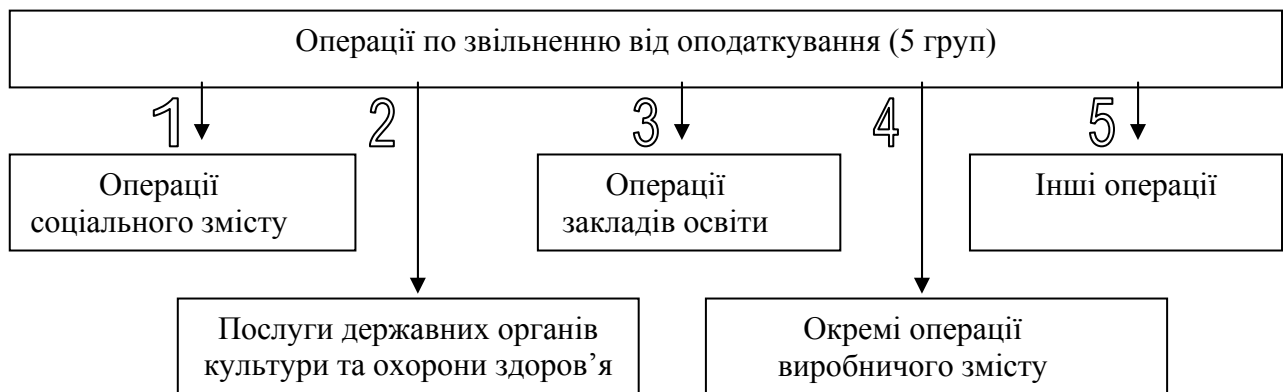 Операції по звільненню від оподаткування (5 груп)
1
2
3
4
5
Операції
соціального змісту
Операції
закладів освіти
Інші операції
Послуги державних органів
культури та охорони здоров’я
Окремі операції
виробничого змісту